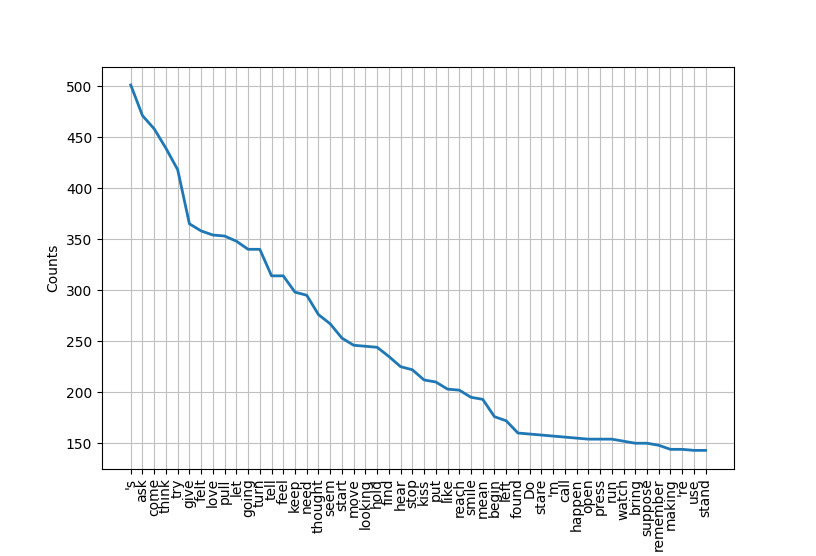 500
450
400
350
300
250
200
150
Counts
's
ask
come
think
try
give
felt
love
pull
let
going
turn
tell
feel
keep
need
thought
seem
start
move
looking
hold
find
hear
stop
kiss
put
like
reach
smile
mean
begin
left
found
Do
stare
'm
call
happen
open
press
run
watch
bring
suppose
remember
making
're
use
stand